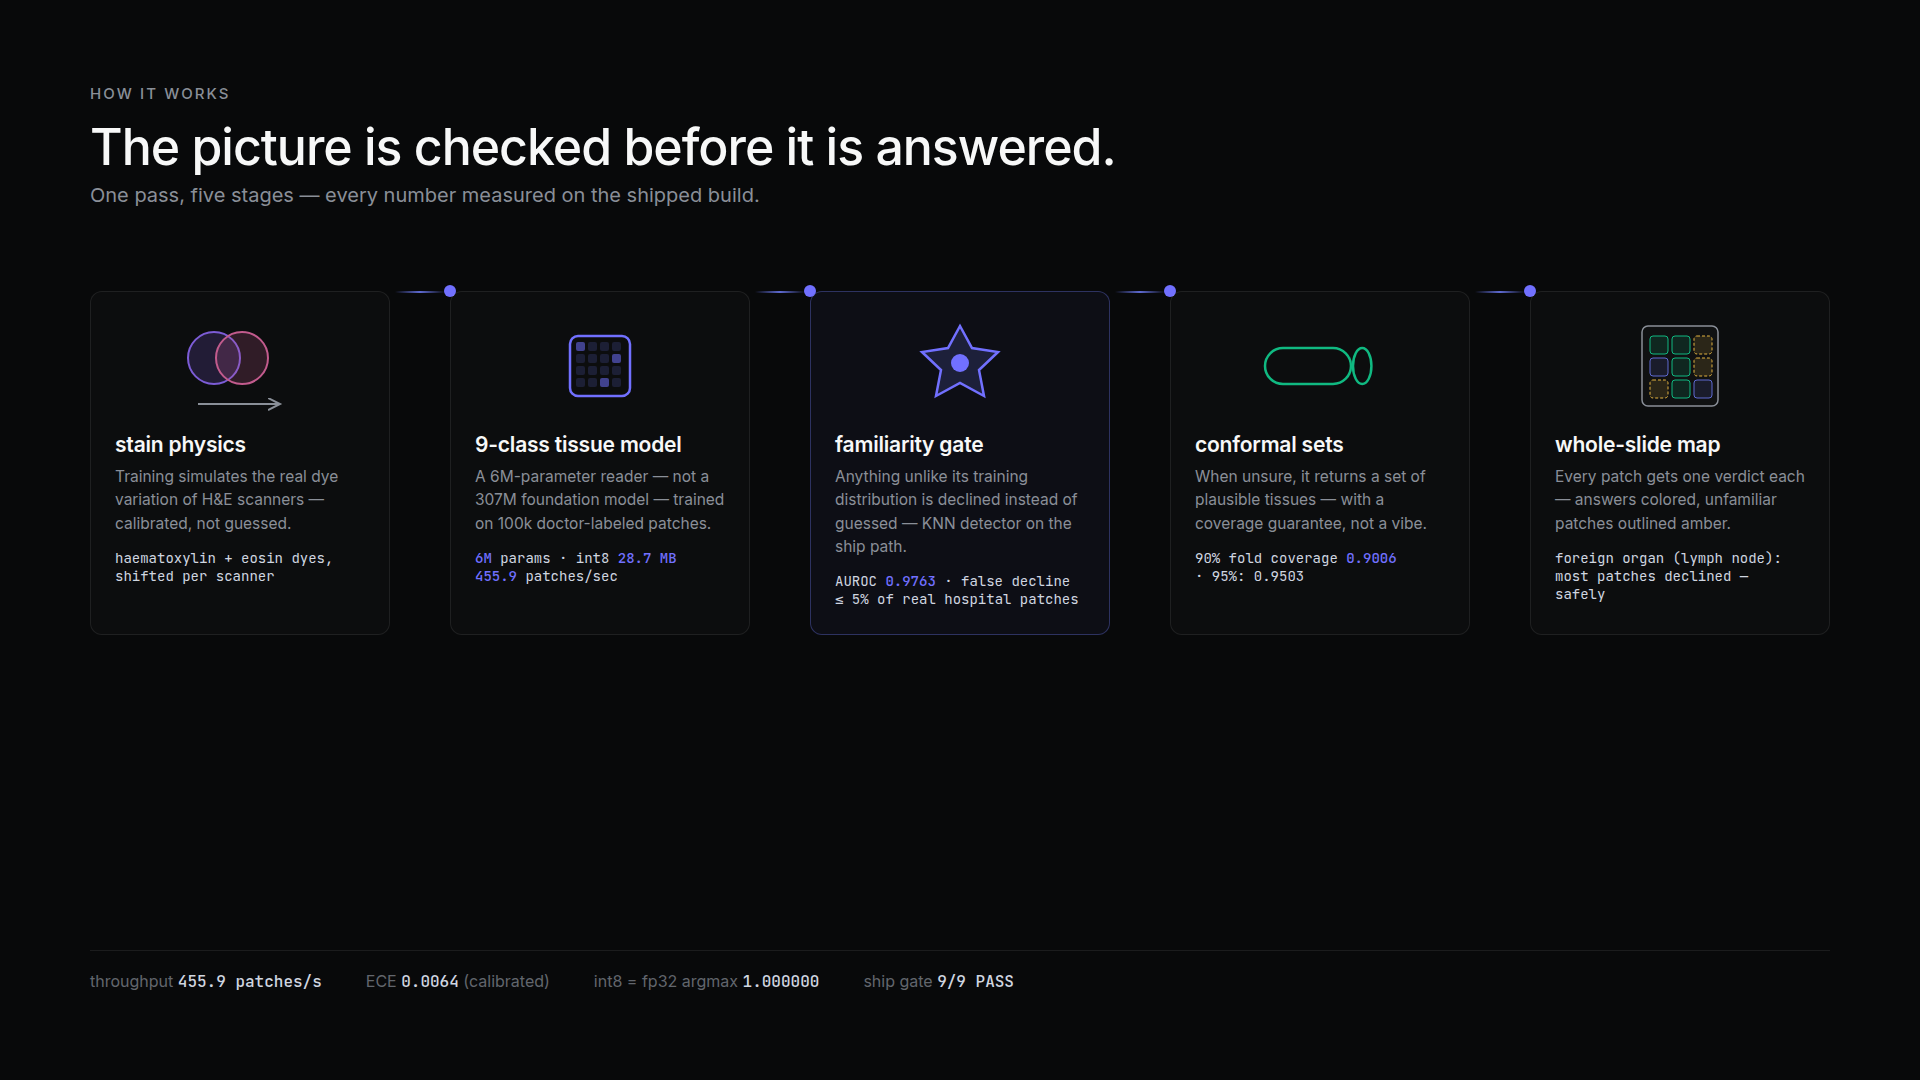 HOW IT WORKS
The picture is checked before it is answered.
One pass, five stages — every number measured on the shipped build.
stain physics
Training simulates the real dye
variation of H&E scanners —
calibrated, not guessed.
haematoxylin + eosin dyes,
shifted per scanner
9-class tissue model
A 6M-parameter reader — not a
307M foundation model — trained
on 100k doctor-labeled patches.
6M params · int8 28.7 MB
455.9 patches/sec
familiarity gate
Anything unlike its training
distribution is declined instead of
guessed — KNN detector on the
ship path.
AUROC 0.9763 · false decline
≤ 5% of real hospital patches
conformal sets
When unsure, it returns a set of
plausible tissues — with a
coverage guarantee, not a vibe.
90% fold coverage 0.9006
· 95%: 0.9503
whole-slide map
Every patch gets one verdict each
— answers colored, unfamiliar
patches outlined amber.
foreign organ (lymph node):
most patches declined —
safely
throughput 455.9 patches/s ECE 0.0064 (calibrated) int8 = fp32 argmax 1.000000 ship gate 9/9 PASS